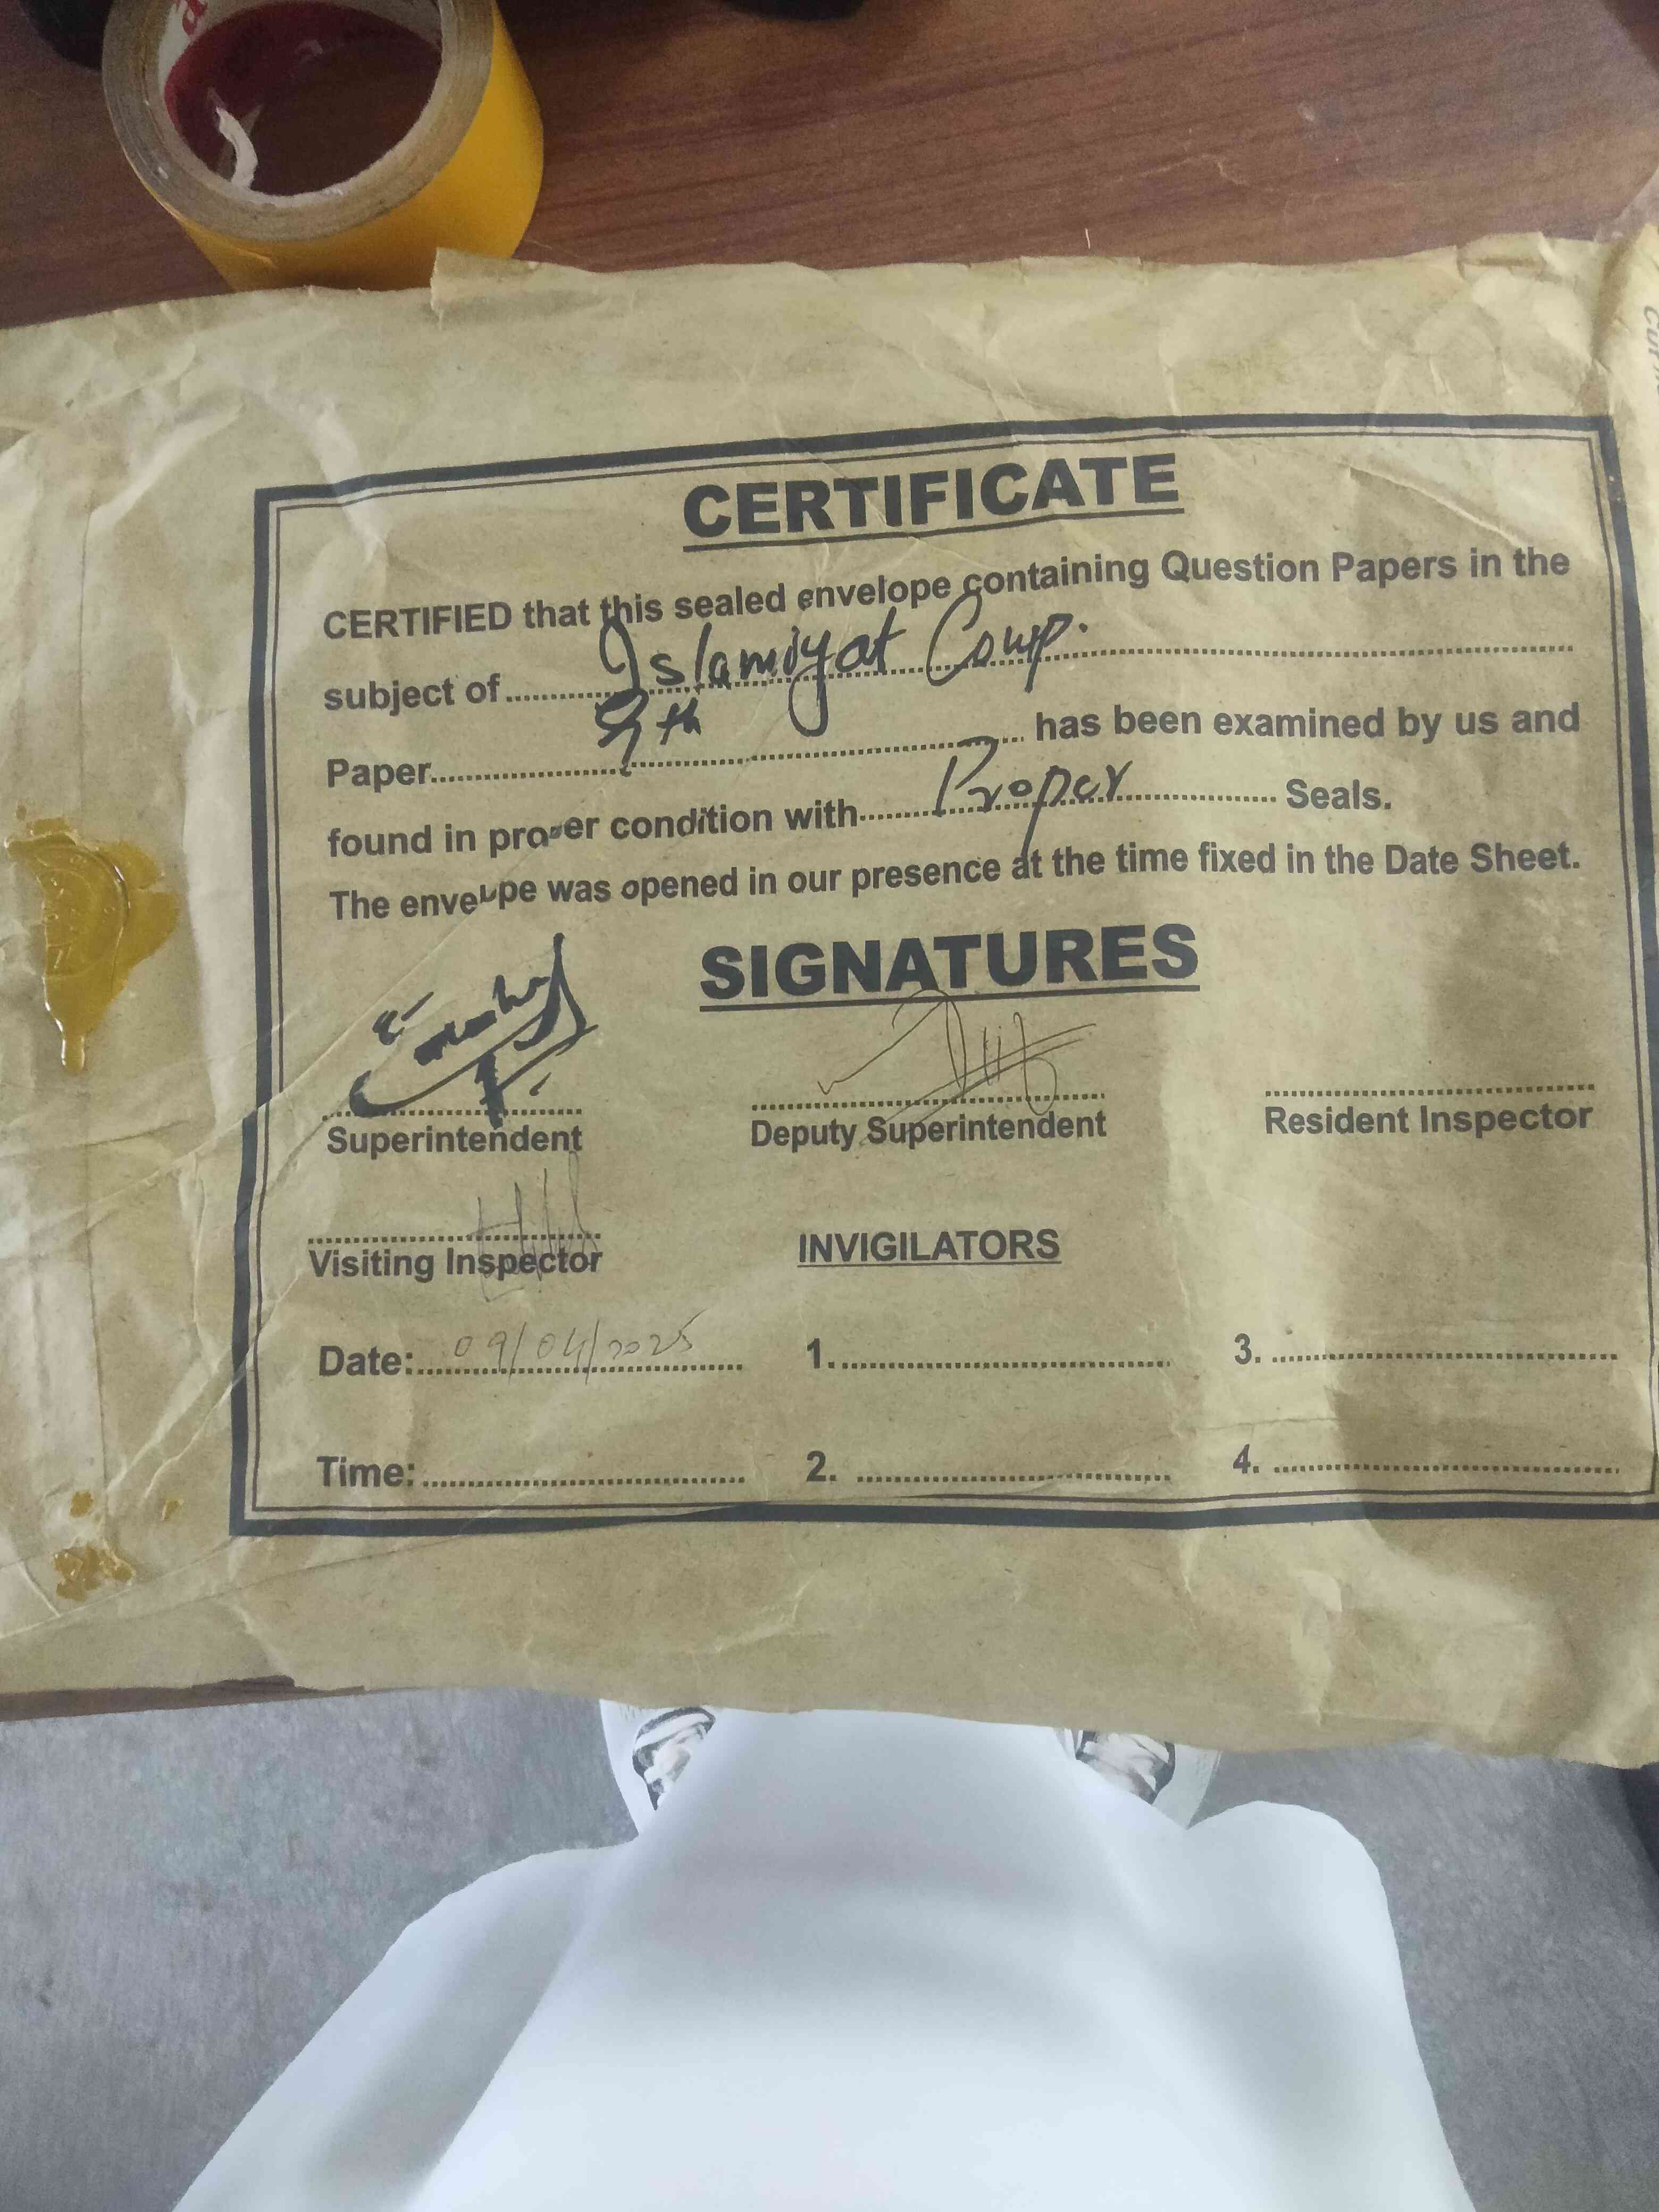 CERTIFICATE
CERTIFIED that this sealed envelope containing Question Papers in the
subject of Islamiyat Comp.
Paper 9th has been examined by us and
found in proper condition with Proper Seals.
The envelope was opened in our presence at the time fixed in the Date Sheet.
SIGNATURES
Superintendent Deputy Superintendent Resident Inspector
Visiting Inspector INVIGILATORS
Date: 09/04/2025 1. 3.
Time: 2. 4.